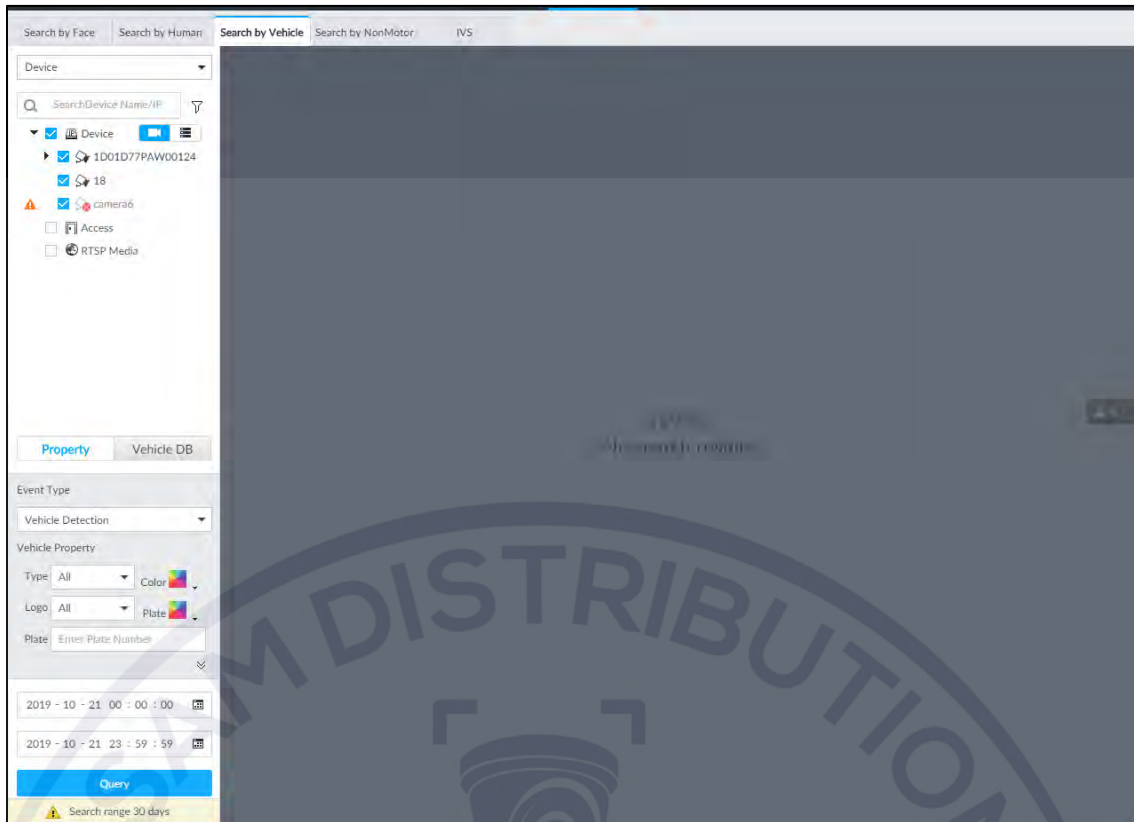 Search by Face Search by Human Search by Vehicle Search by NonMotor IVS
Device
SearchDevice Name/IP
Device
1D01D77PAW00124
18
camera6
Access
RTSP Media
Property Vehicle DB
Event Type
Vehicle Detection
Vehicle Property
Type All Color
Logo All Plate
Plate Enter Plate Number
2019 - 10 - 21 00 : 00 : 00
2019 - 10 - 21 23 : 59 : 59
Query
Search range 30 days
SAM DISTRIBUTION